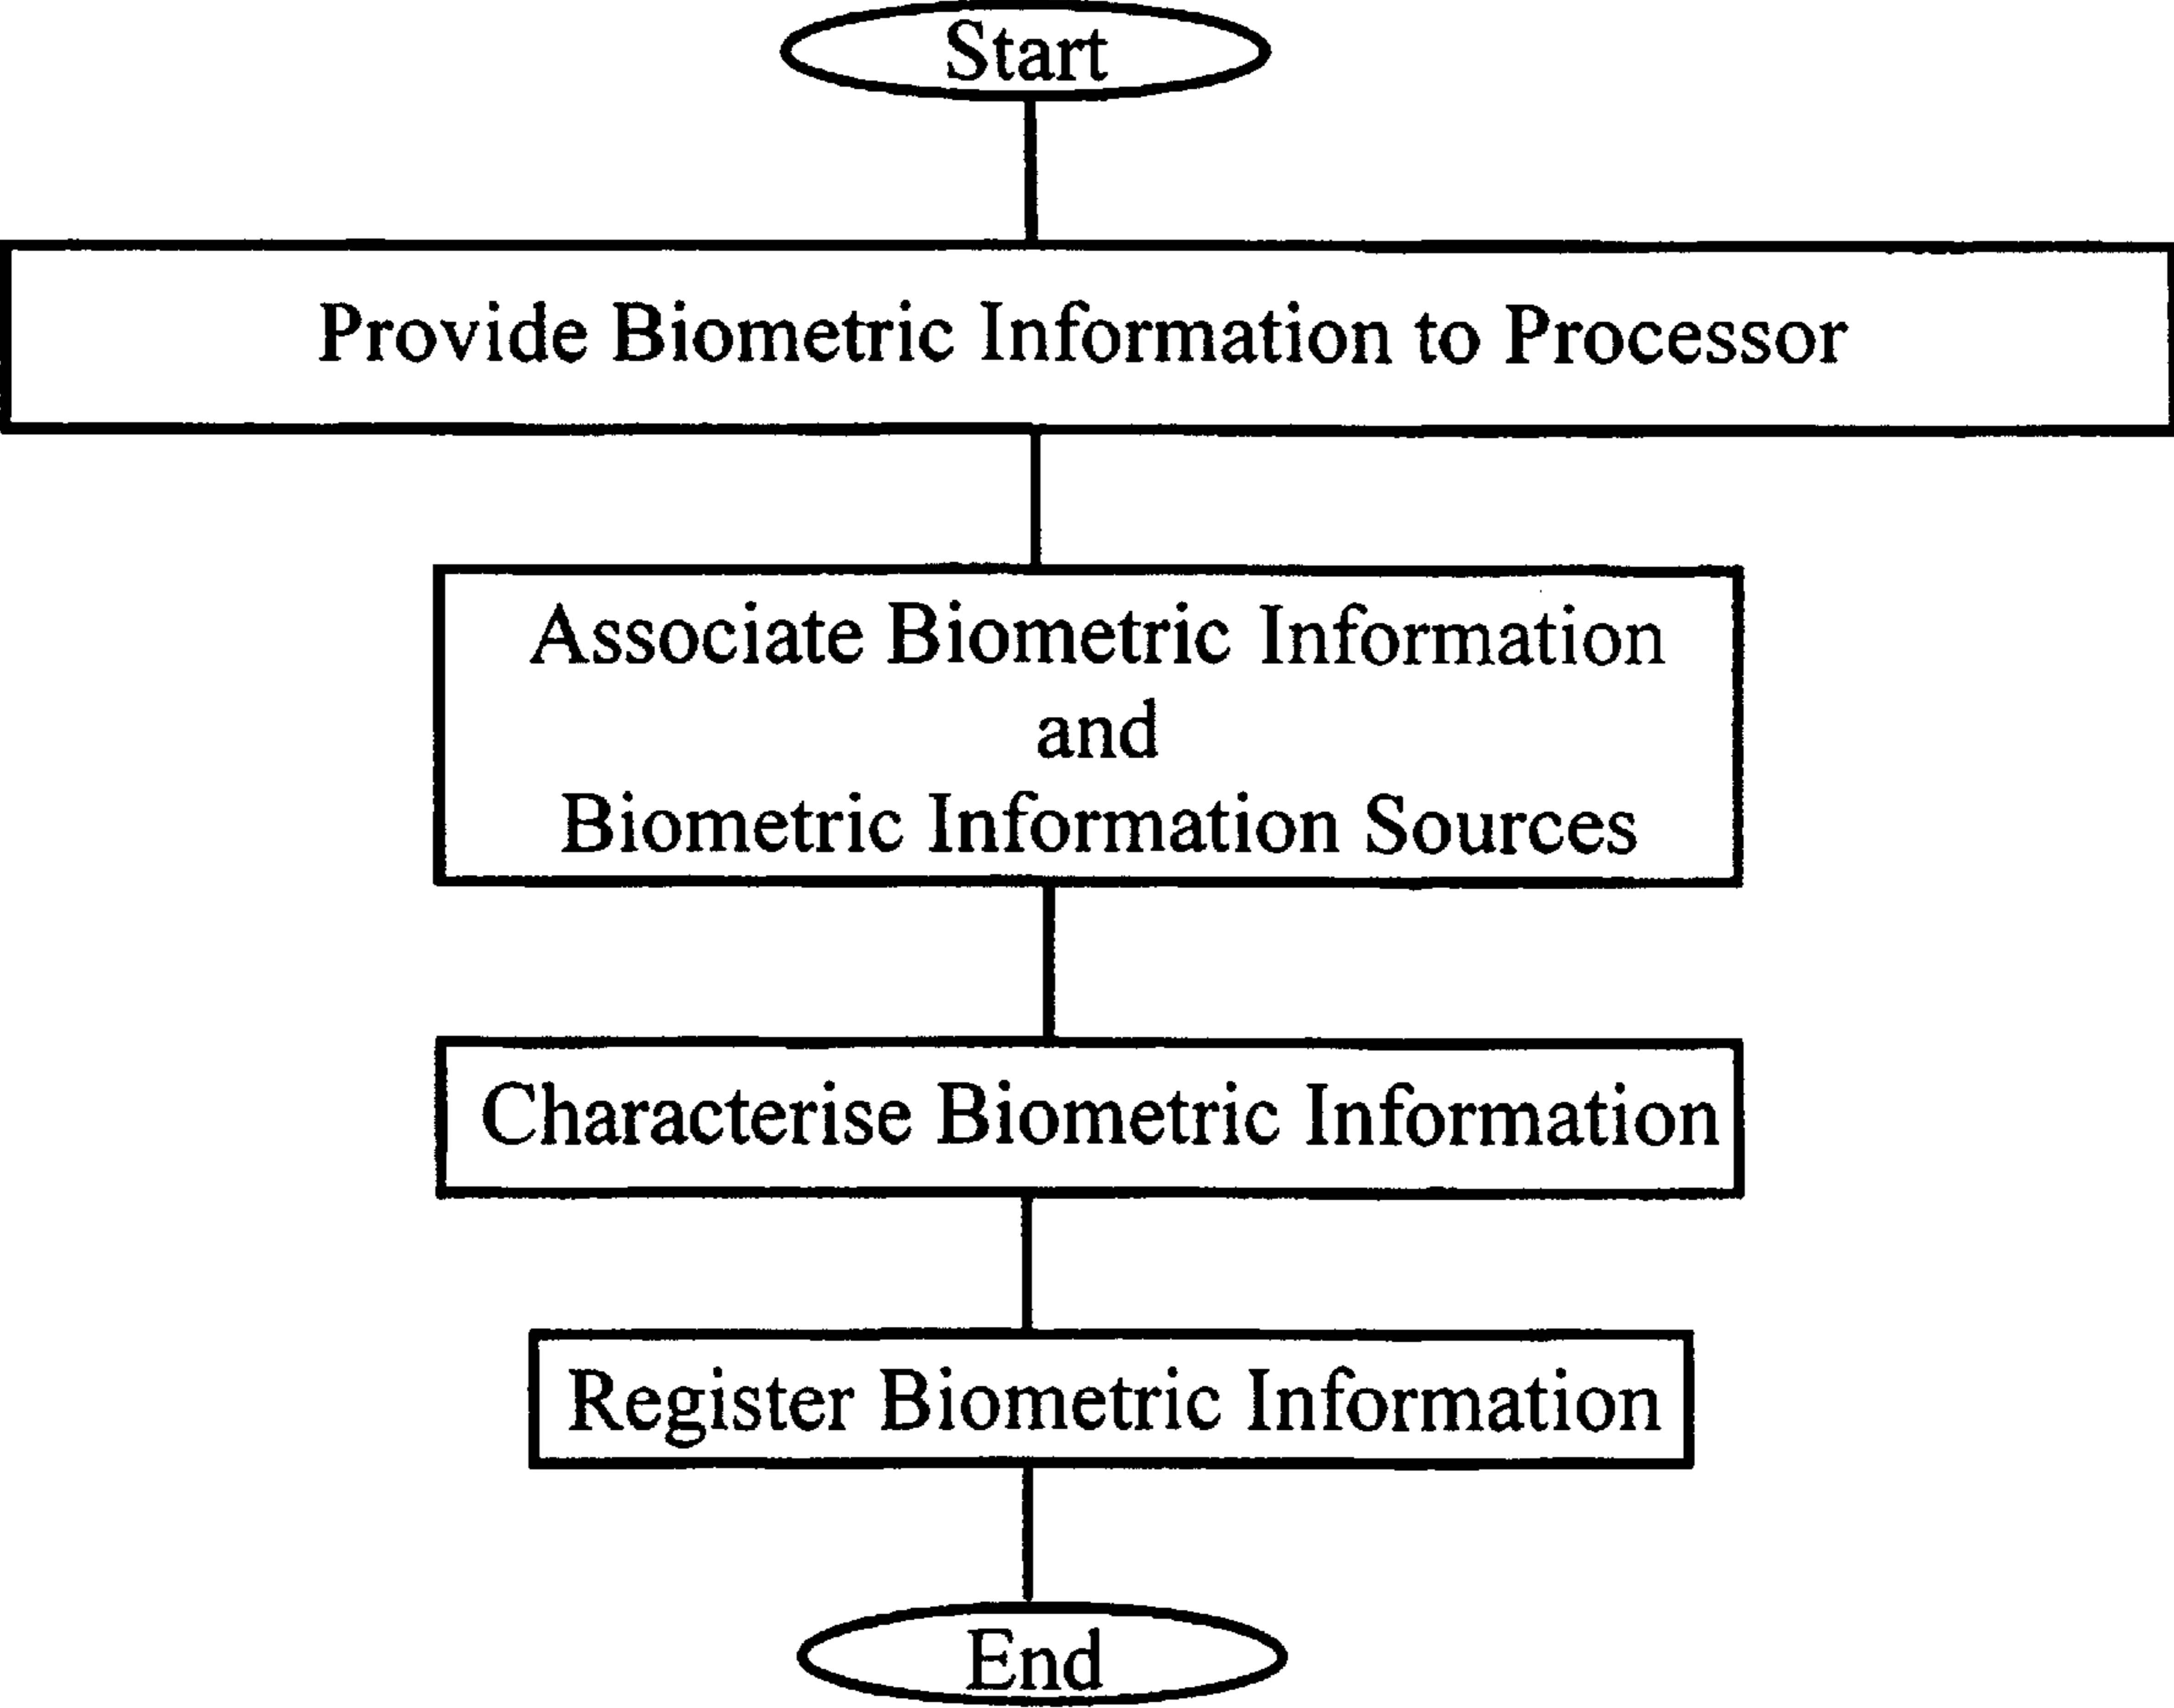 Start
Provide Biometric Information to Processor
Associate Biometric Information
and
Biometric Information Sources
Characterise Biometric Information
Register Biometric Information
End